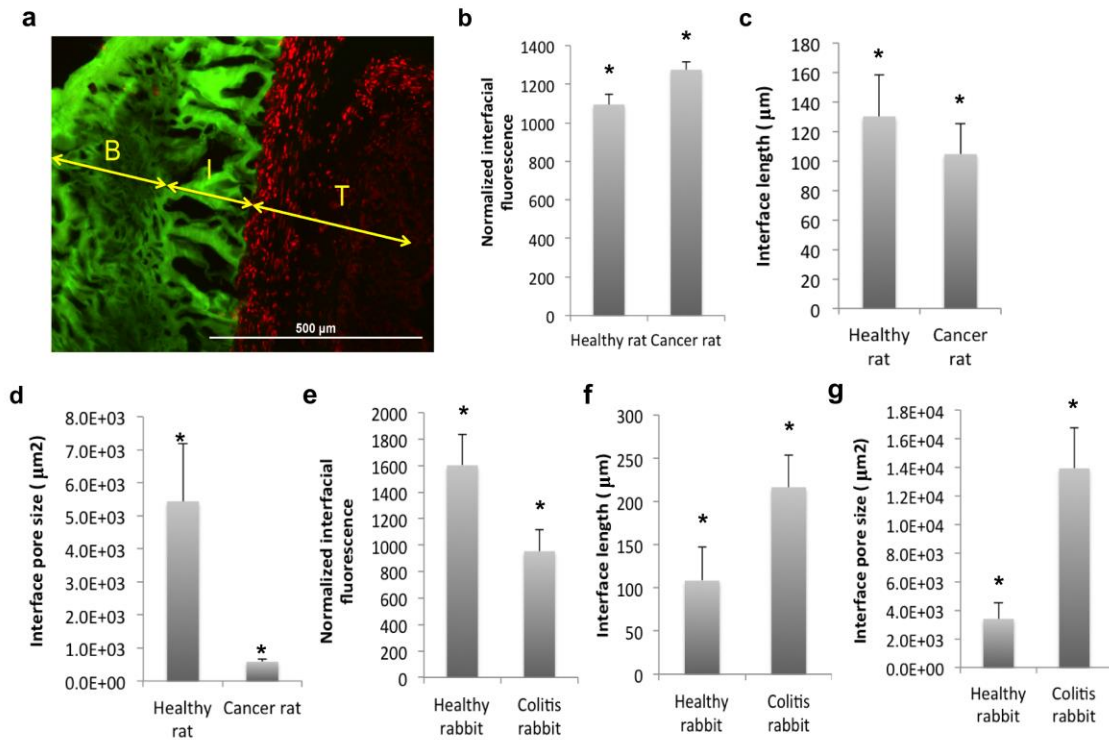 a
B
I
T
500 µm
b
Normalized interfacial
fluorescence
1400
1200
1000
800
600
400
200
0
*
*
Healthy rat Cancer rat
c
Interface length ( µm)
180
160
140
120
100
80
60
40
20
0
*
*
Healthy
rat
Cancer
rat
d
Interface pore size ( µm2)
8.0E+03
7.0E+03
6.0E+03
5.0E+03
4.0E+03
3.0E+03
2.0E+03
1.0E+03
0.0E+00
*
*
Healthy
rat
Cancer rat
e
Normalized interfacial
fluorescence
2000
1800
1600
1400
1200
1000
800
600
400
200
0
*
*
Healthy
rabbit
Colitis
rabbit
f
Interface length ( µm)
300
250
200
150
100
50
0
*
*
Healthy
rabbit
Colitis
rabbit
g
Interface pore size ( µm2)
1.8E+04
1.6E+04
1.4E+04
1.2E+04
1.0E+04
8.0E+03
6.0E+03
4.0E+03
2.0E+03
0.0E+00
*
*
Healthy
rabbit
Colitis
rabbit